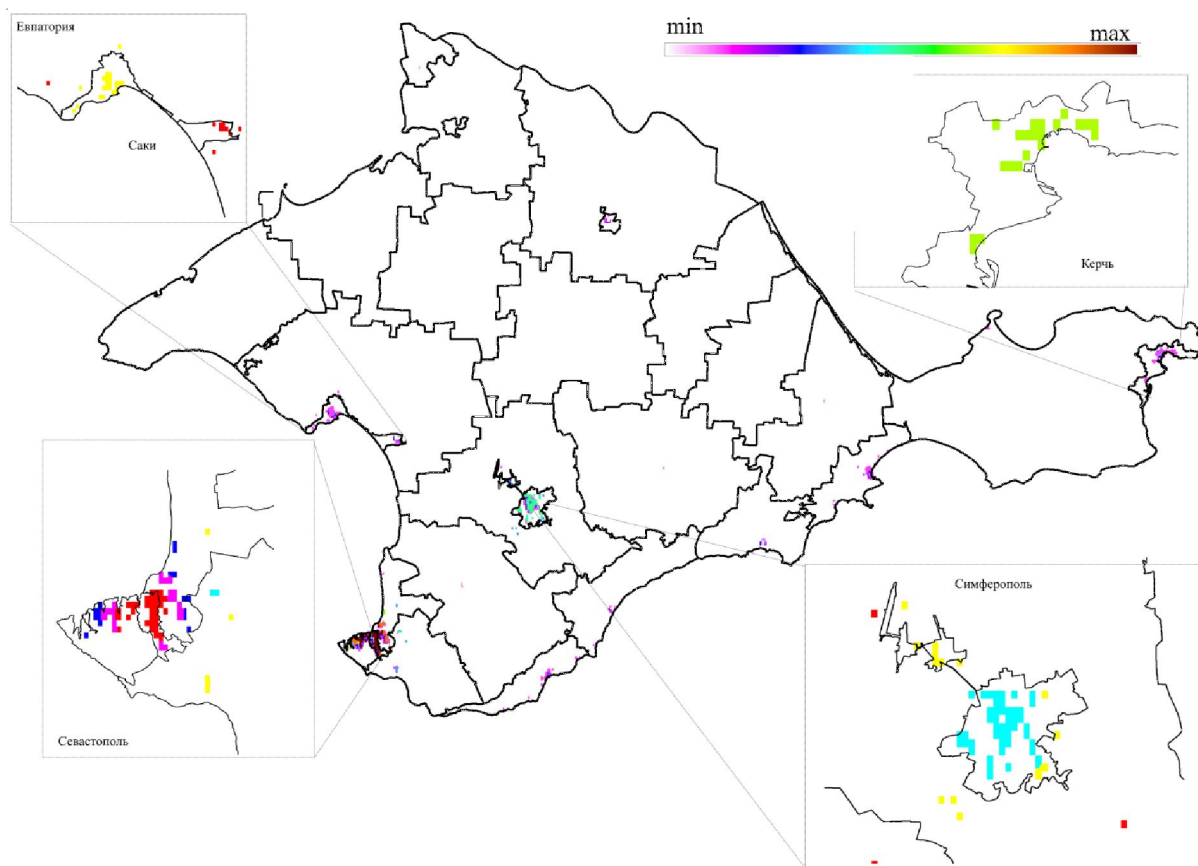 Евпатория
min
max
Саки
Керчь
Симферополь
Севастополь